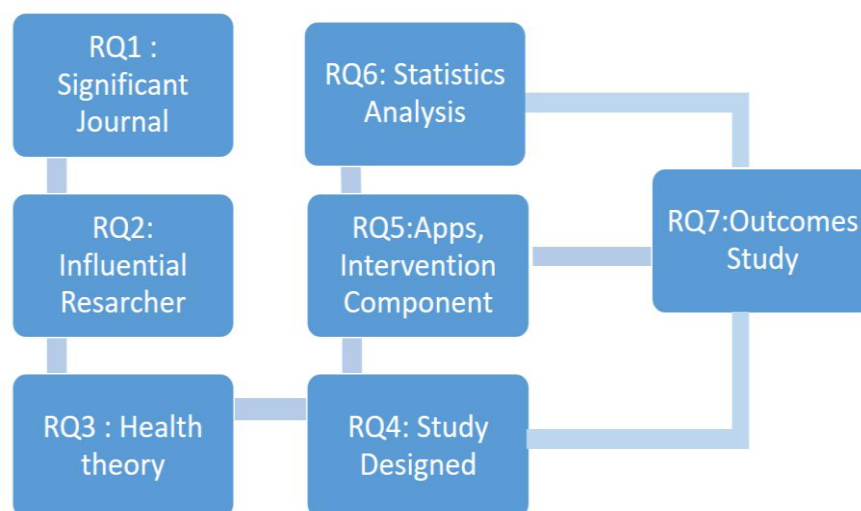 RQ1 :
Significant
Journal
RQ2:
Influential
Resarcher
RQ3 : Health
theory
RQ4: Study
Designed
RQ5:Apps,
Intervention
Component
RQ6: Statistics
Analysis
RQ7:Outcomes
Study